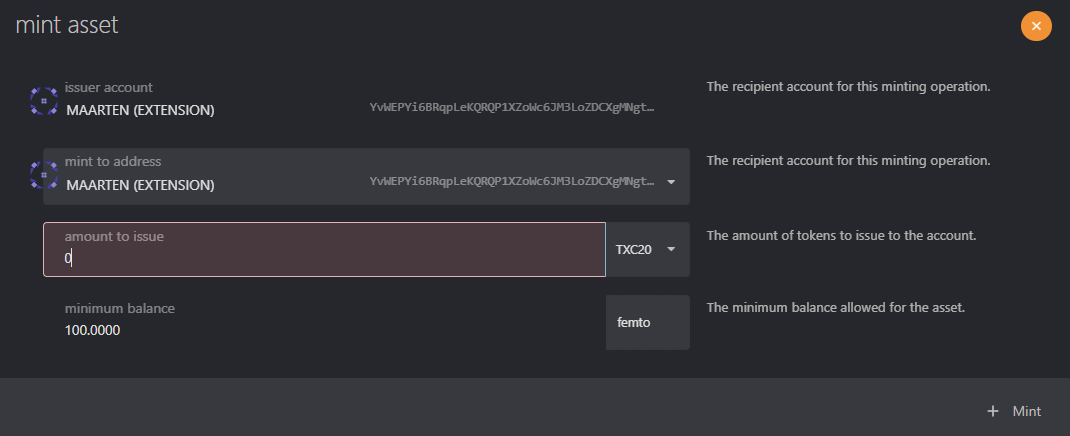 mint asset
issuer account
MAARTEN (EXTENSION)
YvWEPYi6BRqpLeKQRQP1XZoWc6JM3LoZDCXgMNgt…
The recipient account for this minting operation.
mint to address
MAARTEN (EXTENSION)
YvWEPYi6BRqpLeKQRQP1XZoWc6JM3LoZDCXgMNgt…
The recipient account for this minting operation.
amount to issue
0
TXC20
The amount of tokens to issue to the account.
minimum balance
100.0000
femto
The minimum balance allowed for the asset.
+ Mint